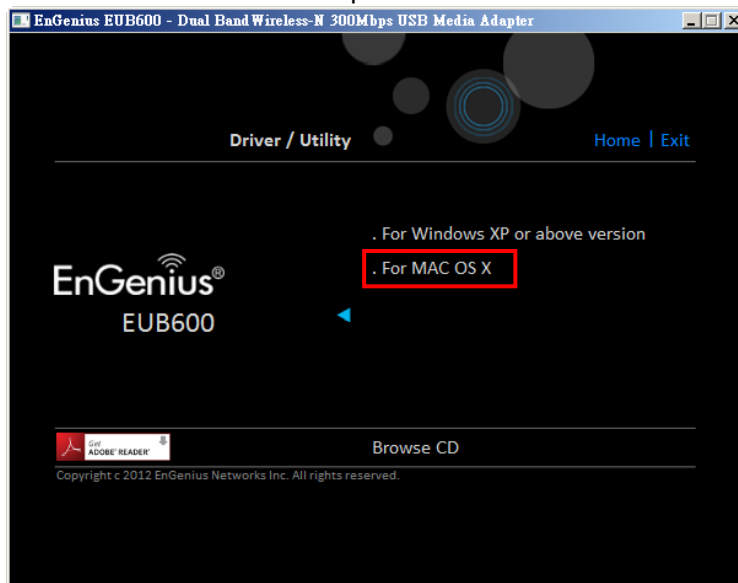 EnGenius EUB600 - Dual Band Wireless-N 300Mbps USB Media Adapter
Driver / Utility
Home | Exit
. For Windows XP or above version
. For MAC OS X
EnGenius®
EUB600
Get
ADOBE® READER®
Browse CD
Copyright c 2012 EnGenius Networks Inc. All rights reserved.